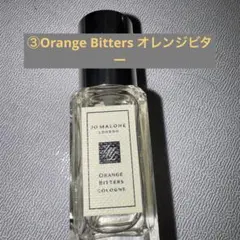 ③Orange Bitters オレンジビタ
ー
JO MALONE
LONDON
ORANGE
BITTERS
COLOGNE